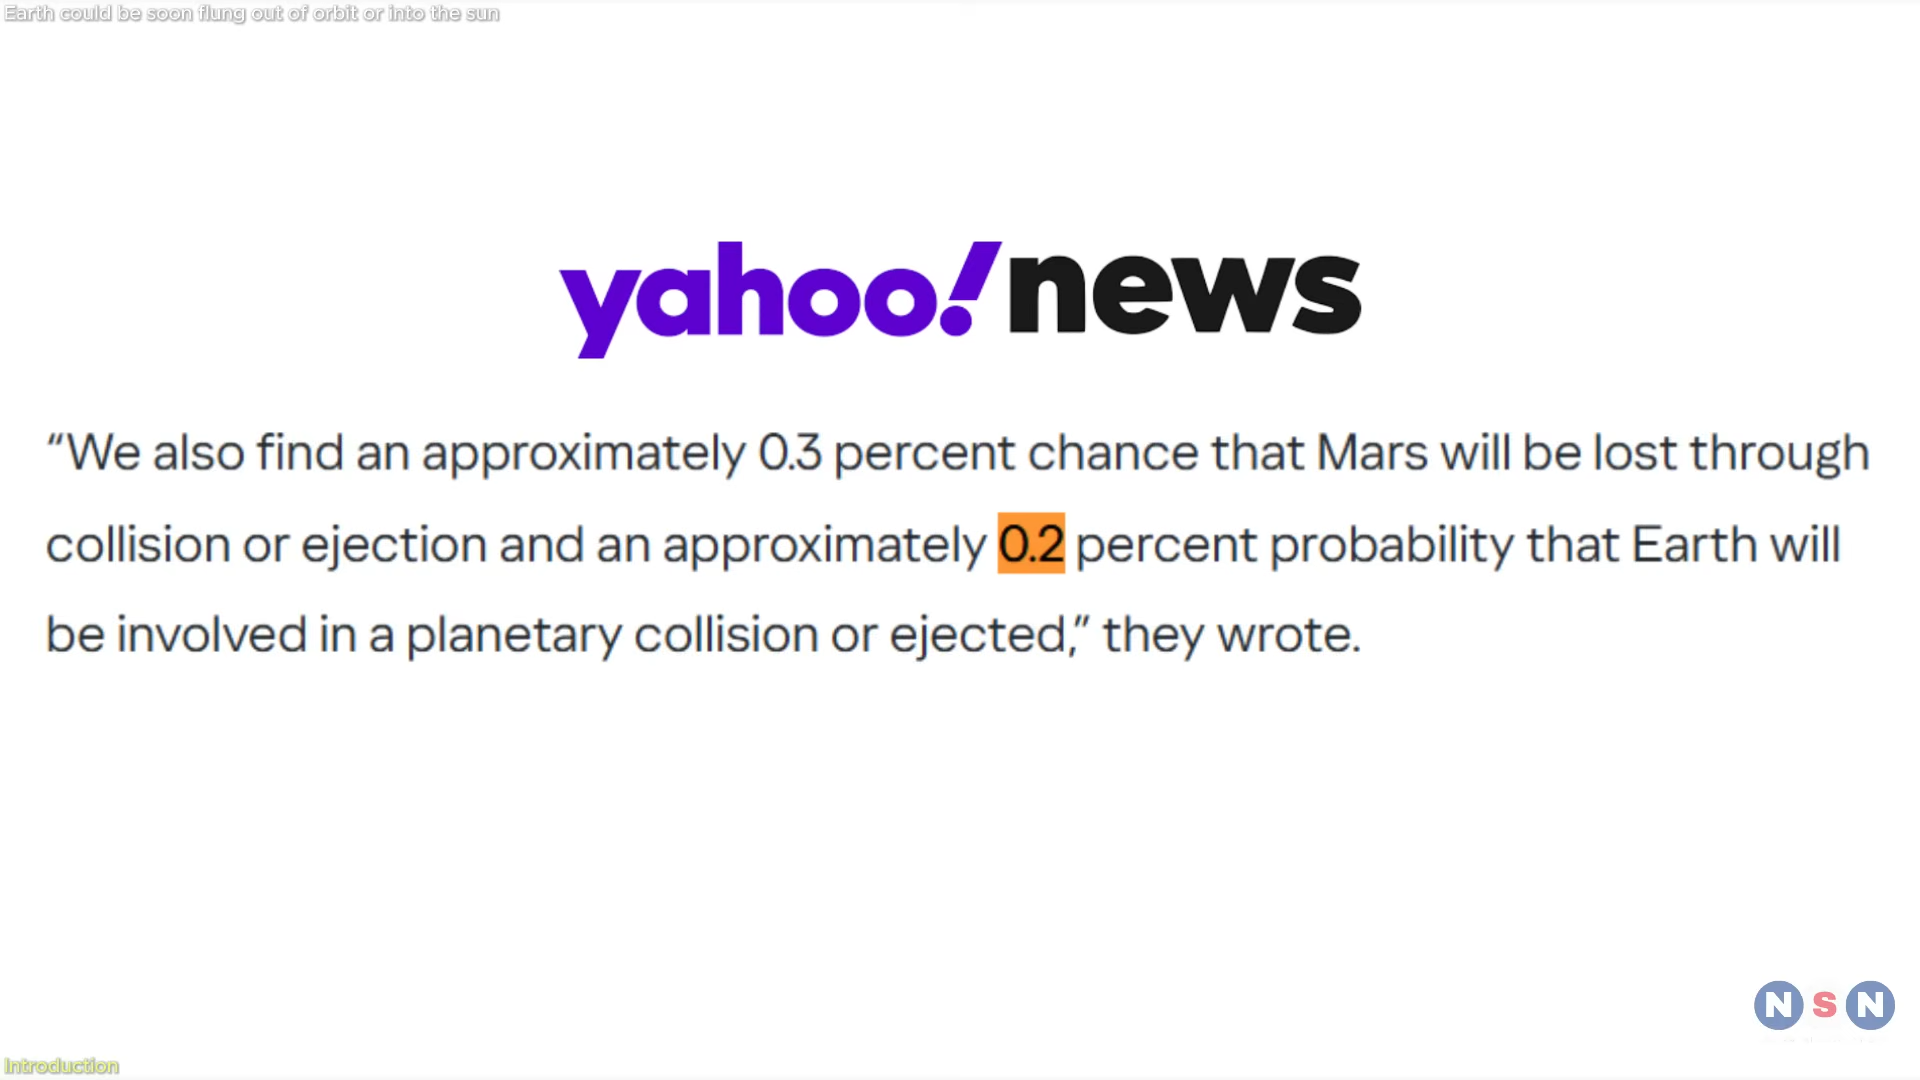 Earth could be soon flung out of orbit or into the sun
yahoo!news
“We also find an approximately 0.3 percent chance that Mars will be lost through
collision or ejection and an approximately 0.2 percent probability that Earth will
be involved in a planetary collision or ejected,” they wrote.
N S N
Introduction